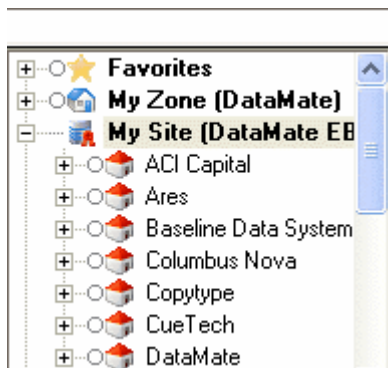 Favorites
My Zone (DataMate)
My Site (DataMate EB
ACI Capital
Ares
Baseline Data System
Columbus Nova
Copytype
CueTech
DataMate